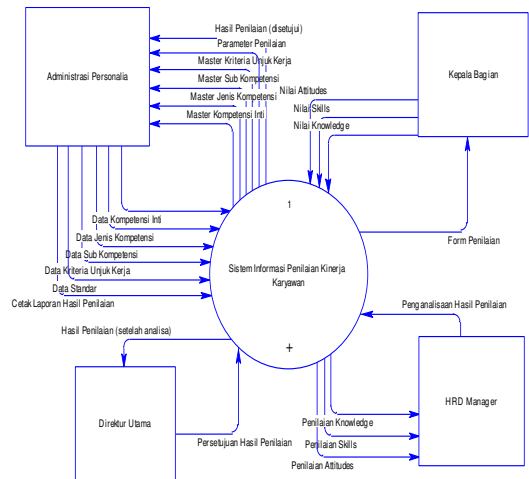 Hasil Penilaian (disetujui)
Parameter Penilaian
Master Kriteria Unjuk Kerja
Master Sub Kompetensi
Master Jenis Kompetensi
Master Kompetensi Inti
Administrasi Personalia
Kepala Bagian
Nilai Attitudes
Nilai Skills
Nilai Knowledge
1
Data Kompetensi Inti
Data Jenis Kompetensi
Data Sub Kompetensi
Data Kriteria Unjuk Kerja
Data Standar
Cetak Laporan Hasil Penilaian
Form Penilaian
Sistem Informasi Penilaian Kinerja
Karyawan
+
Hasil Penilaian (setelah analisa)
Penganalisaan Hasil Penilaian
Direktur Utama
HRD Manager
Persetujuan Hasil Penilaian
Penilaian Knowledge
Penilaian Skills
Penilaian Attitudes